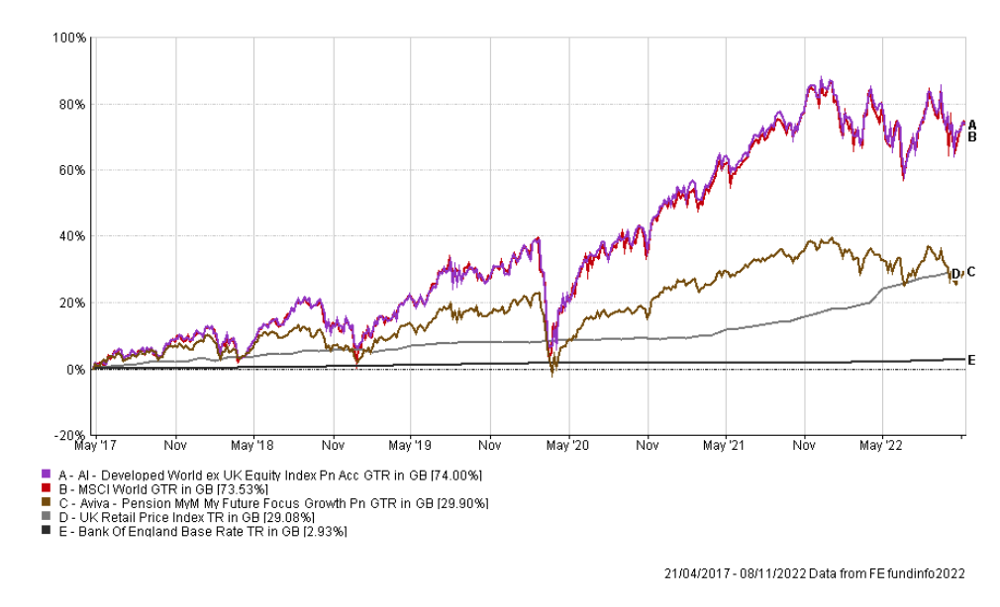 100%
80%
60%
40%
20%
0%
-20%
A
B
D C
E
May '17 Nov May '18 Nov May '19 Nov May '20 Nov May '21 Nov May '22
A - AI - Developed World ex UK Equity Index Pn Acc GTR in GB [74.00%]
B - MSCI World GTR in GB [73.53%]
C - Aviva - Pension MyM My Future Focus Growth Pn GTR in GB [29.90%]
D - UK Retail Price Index TR in GB [29.08%]
E - Bank Of England Base Rate TR in GB [2.93%]
21/04/2017 - 08/11/2022 Data from FE fundinfo2022